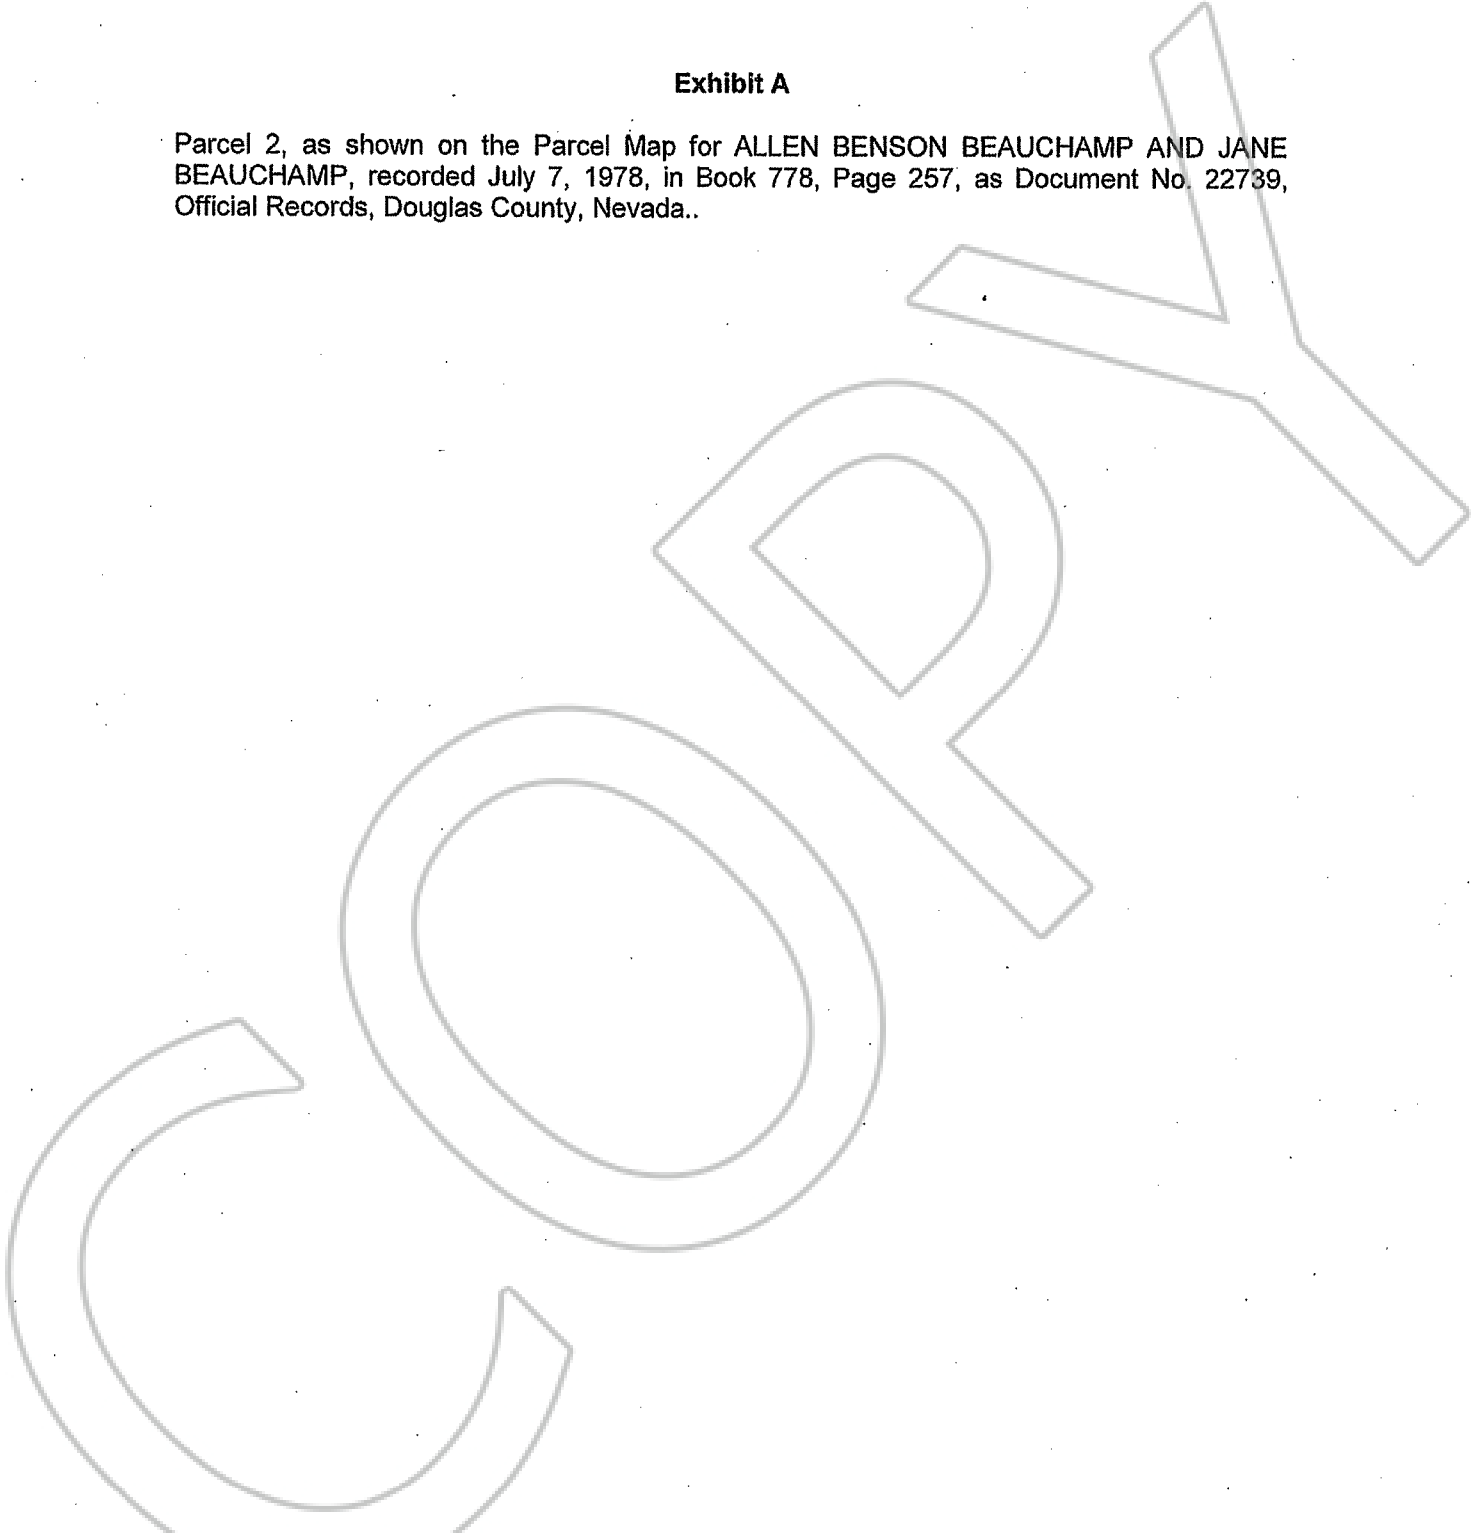 Exhibit A
Parcel 2, as shown on the Parcel Map for ALLEN BENSON BEAUCHAMP AND JANE
BEAUCHAMP, recorded July 7, 1978, in Book 778, Page 257, as Document No. 22739,
Official Records, Douglas County, Nevada..
COPY